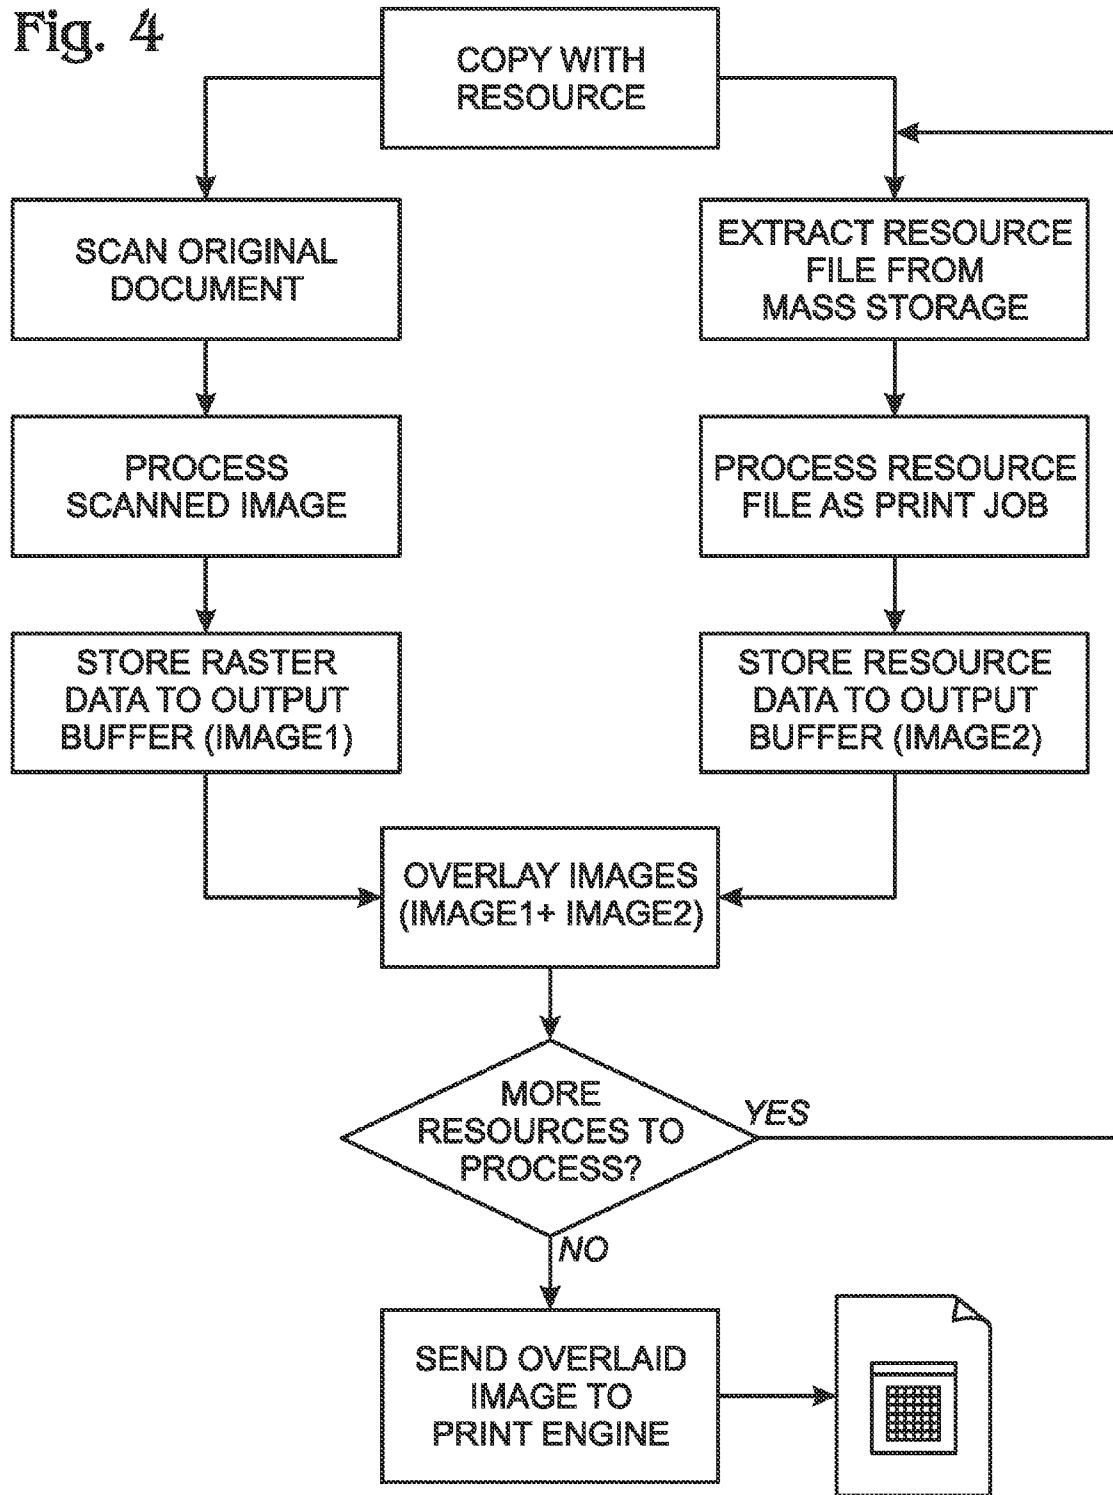 Fig. 4
COPY WITH
RESOURCE
SCAN ORIGINAL
DOCUMENT
PROCESS
SCANNED IMAGE
STORE RASTER
DATA TO OUTPUT
BUFFER (IMAGE1)
EXTRACT RESOURCE
FILE FROM
MASS STORAGE
PROCESS RESOURCE
FILE AS PRINT JOB
STORE RESOURCE
DATA TO OUTPUT
BUFFER (IMAGE2)
OVERLAY IMAGES
(IMAGE1+ IMAGE2)
MORE
RESOURCES TO
PROCESS?
YES
NO
SEND OVERLAID
IMAGE TO
PRINT ENGINE